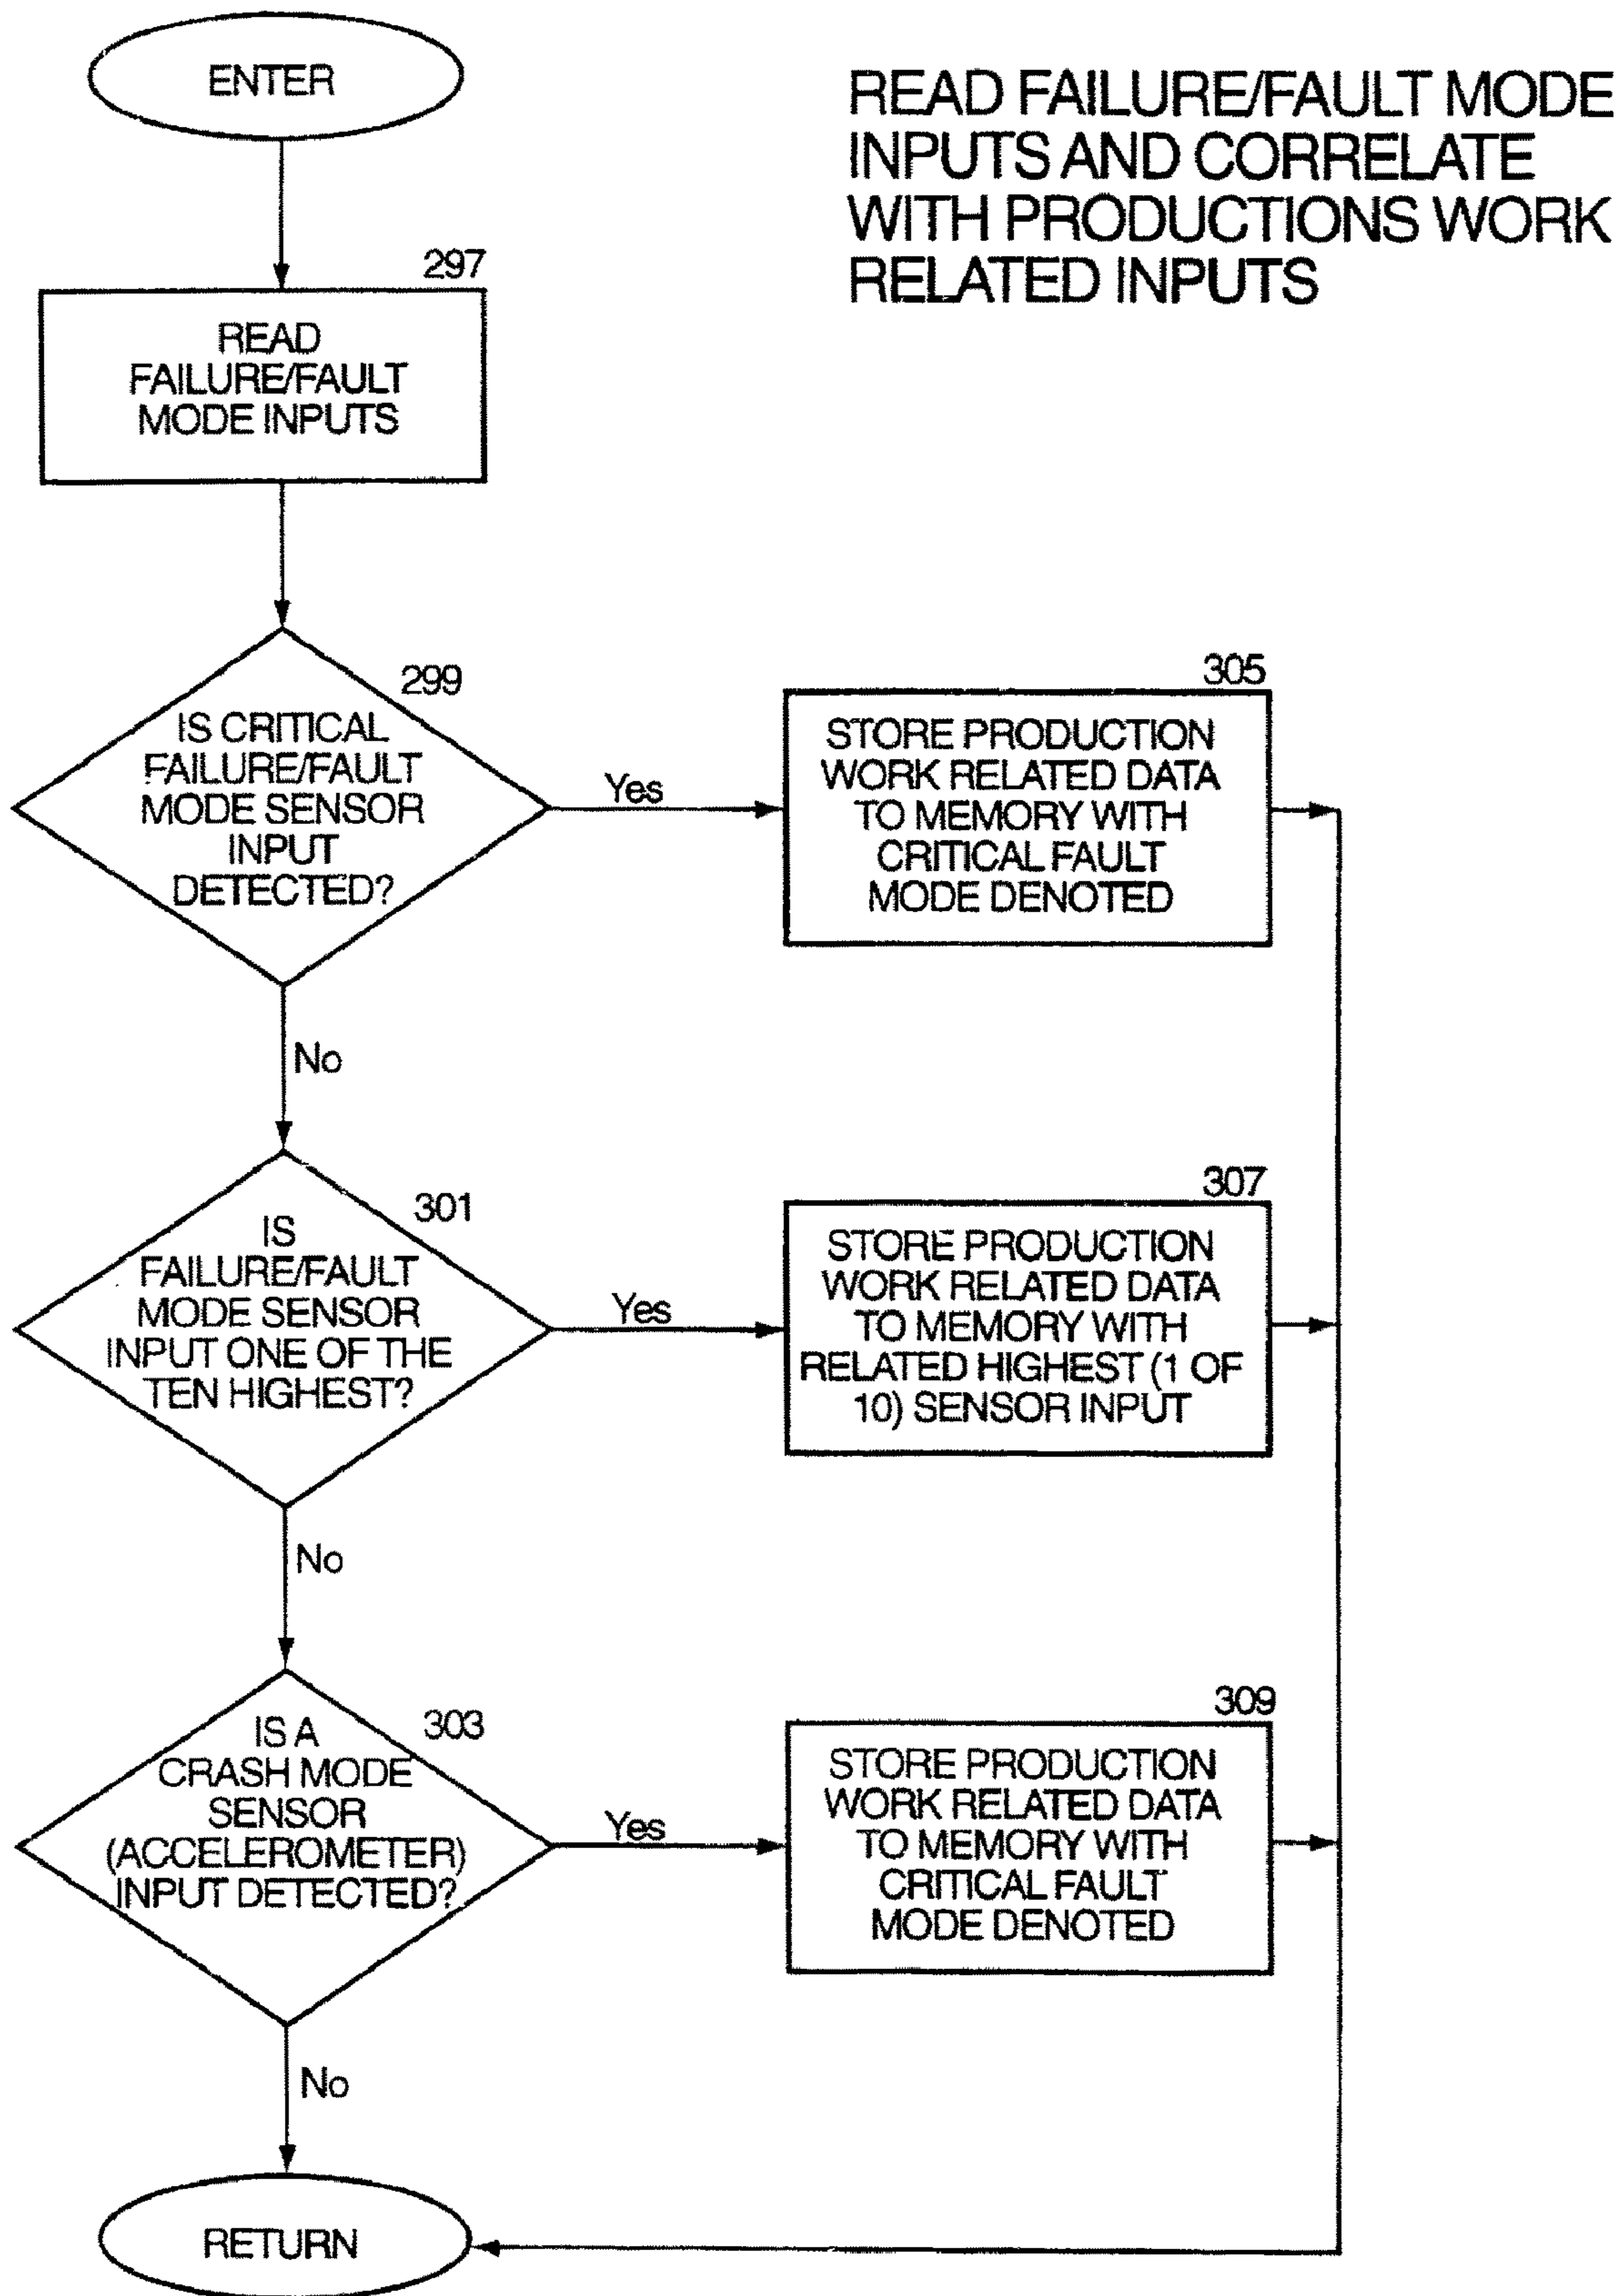 ENTER
READ FAILURE/FAULT MODE
INPUTS AND CORRELATE
WITH PRODUCTIONS WORK
RELATED INPUTS
297
READ
FAILURE/FAULT
MODE INPUTS
299
IS CRITICAL
FAILURE/FAULT
MODE SENSOR
INPUT
DETECTED?
Yes
305
STORE PRODUCTION
WORK RELATED DATA
TO MEMORY WITH
CRITICAL FAULT
MODE DENOTED
No
301
IS
FAILURE/FAULT
MODE SENSOR
INPUT ONE OF THE
TEN HIGHEST?
Yes
307
STORE PRODUCTION
WORK RELATED DATA
TO MEMORY WITH
RELATED HIGHEST (1 OF
10) SENSOR INPUT
No
303
IS A
CRASH MODE
SENSOR
(ACCELEROMETER)
INPUT DETECTED?
Yes
309
STORE PRODUCTION
WORK RELATED DATA
TO MEMORY WITH
CRITICAL FAULT
MODE DENOTED
No
RETURN